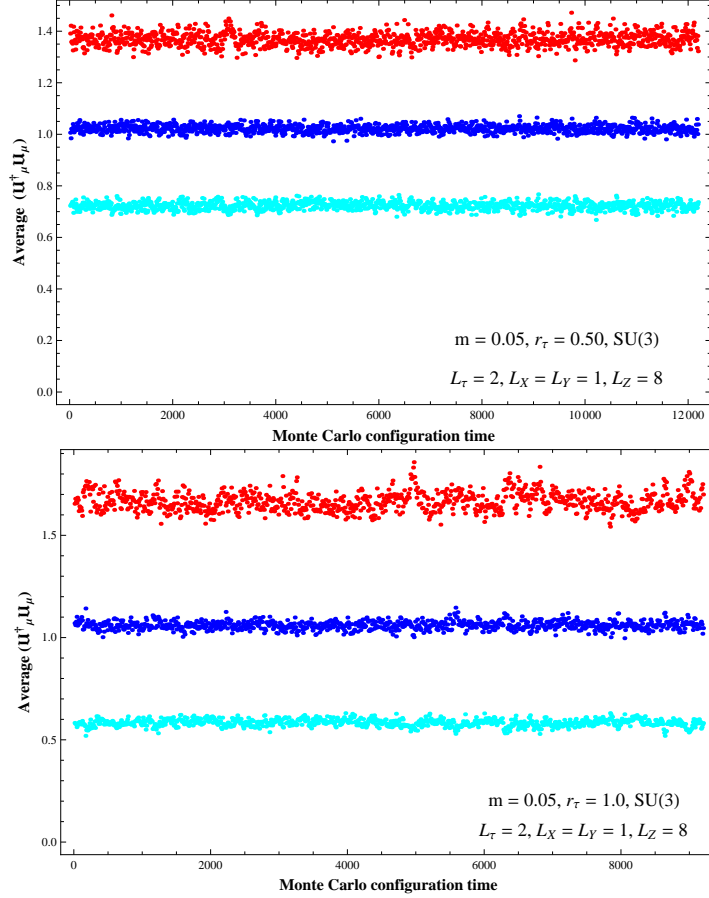 1.4
1.2
1.0
0.8
0.6
0.4
0.2
0.0
Average (𝒰†μ𝒰μ)
m = 0.05, rτ = 0.50, SU(3)
Lτ = 2, LX = LY = 1, LZ = 8
0 2000 4000 6000 8000 10 000 12 000
Monte Carlo configuration time
1.5
1.0
0.5
0.0
Average (𝒰†μ𝒰μ)
m = 0.05, rτ = 1.0, SU(3)
Lτ = 2, LX = LY = 1, LZ = 8
0 2000 4000 6000 8000
Monte Carlo configuration time